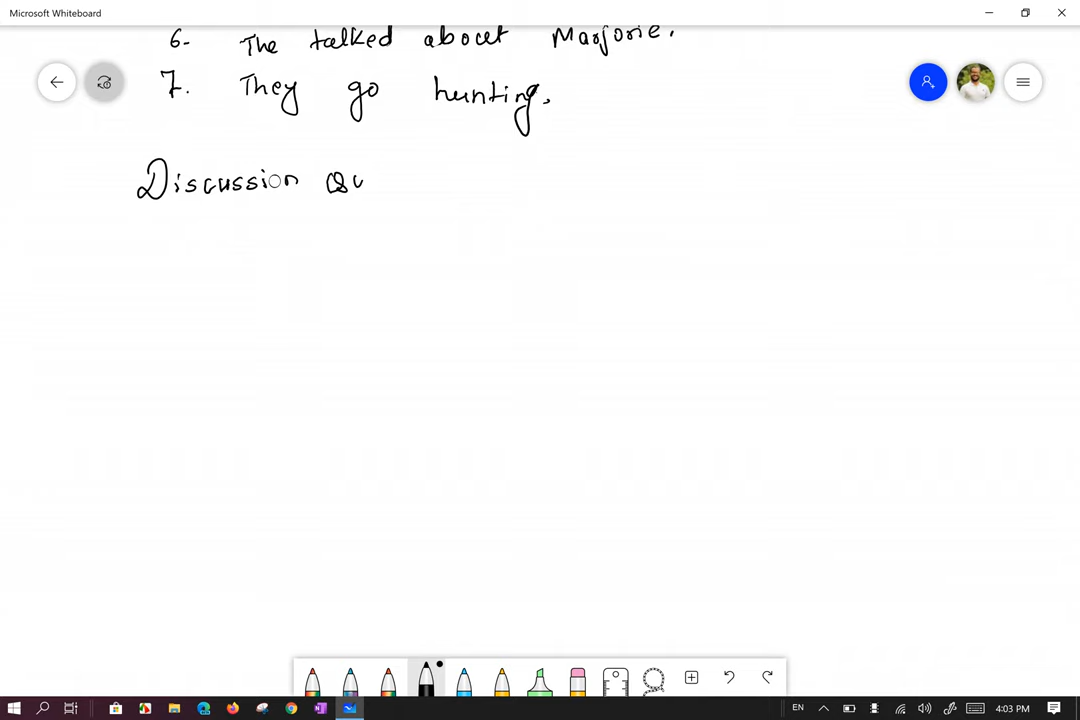 Microsoft Whiteboard
6. The talked about Marjorie.
7. They go hunting.
Discussion Qu
EN
4:03 PM